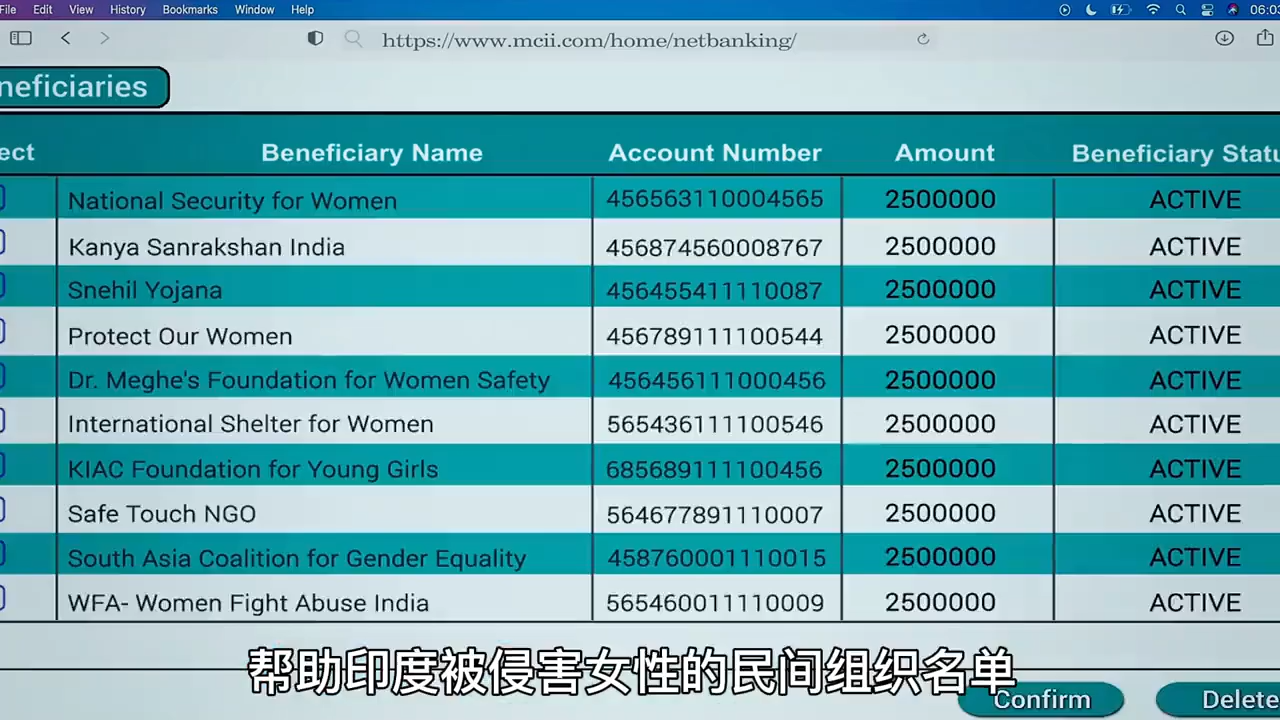 File Edit View History Bookmarks Window Help 06:03
https://www.mcii.com/home/netbanking/
neficiaries
ect Beneficiary Name Account Number Amount Beneficiary Statu
National Security for Women 456563110004565 2500000 ACTIVE
Kanya Sanrakshan India 456874560008767 2500000 ACTIVE
Snehil Yojana 456455411110087 2500000 ACTIVE
Protect Our Women 456789111100544 2500000 ACTIVE
Dr. Meghe's Foundation for Women Safety 456456111000456 2500000 ACTIVE
International Shelter for Women 565436111100546 2500000 ACTIVE
KIAC Foundation for Young Girls 685689111100456 2500000 ACTIVE
Safe Touch NGO 564677891110007 2500000 ACTIVE
South Asia Coalition for Gender Equality 458760001110015 2500000 ACTIVE
WFA- Women Fight Abuse India 565460011110009 2500000 ACTIVE
帮助印度被侵害女性的民间组织名单
Confirm Delete